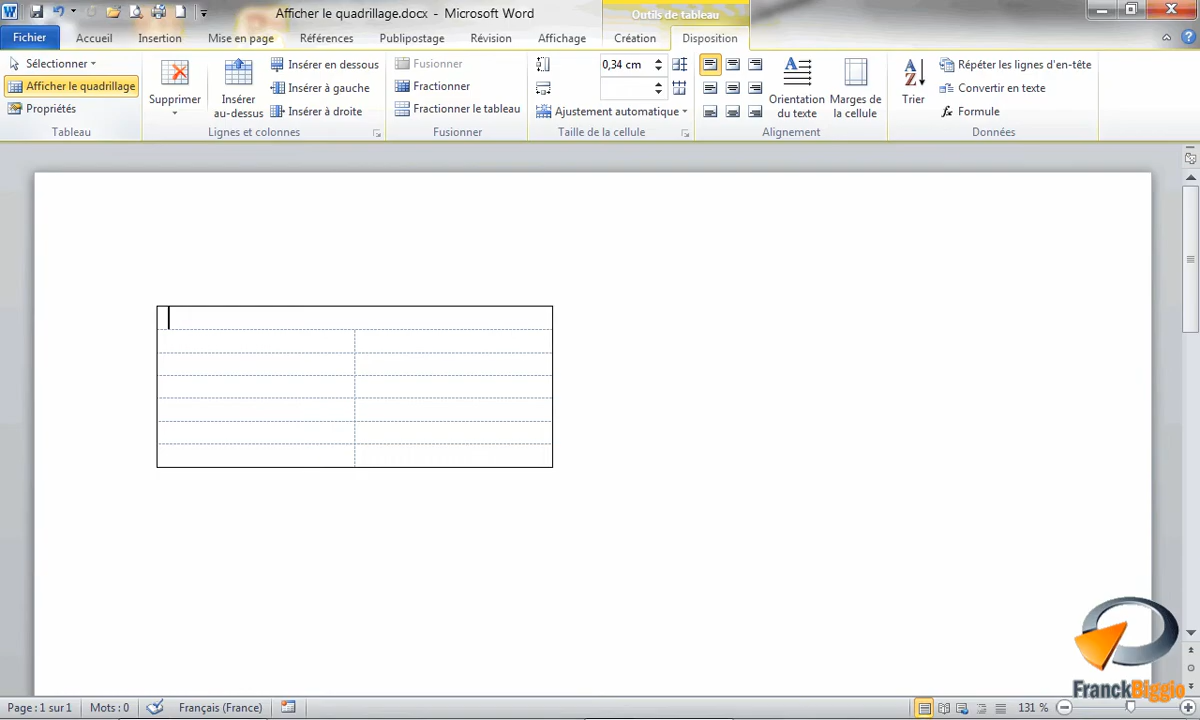 Afficher le quadrillage.docx - Microsoft Word
Outils de tableau
Fichier Accueil Insertion Mise en page Références Publipostage Révision Affichage Création Disposition
Sélectionner
Afficher le quadrillage
Propriétés
Tableau
Supprimer
Insérer
au-dessus
Insérer en dessous
Insérer à gauche
Insérer à droite
Lignes et colonnes
Fusionner
Fractionner
Fractionner le tableau
Fusionner
0,34 cm
Ajustement automatique
Taille de la cellule
Orientation
du texte
Marges de
la cellule
Alignement
Trier
Répéter les lignes d'en-tête
Convertir en texte
Formule
Données
FranckBiggio
Page : 1 sur 1 Mots : 0 Français (France) 131 %